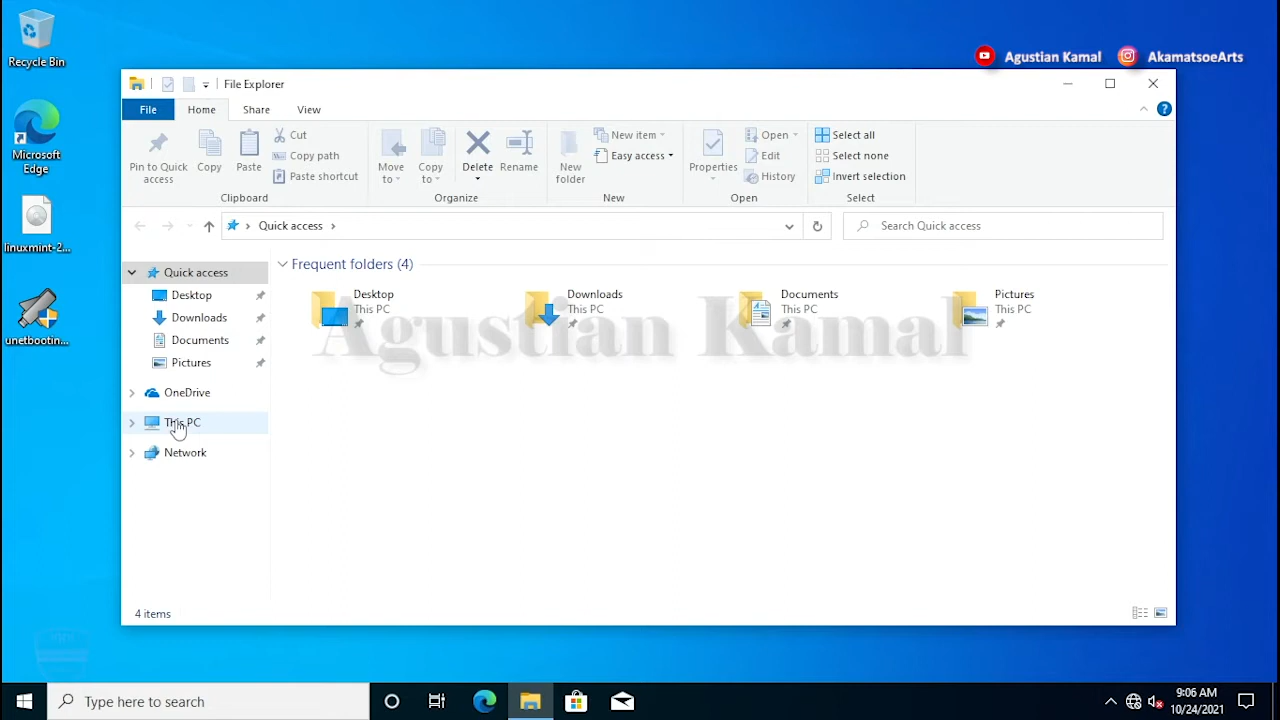 Recycle Bin
Agustian Kamal
AkamatsoeArts
File Explorer
File
Home
Share
View
Microsoft
Edge
Pin to Quick
access
Copy
Paste
Cut
Copy path
Paste shortcut
Clipboard
Move
to
Copy
to
Delete
Rename
Organize
New
folder
New item
Easy access
New
Properties
Open
Edit
History
Open
Select all
Select none
Invert selection
Select
Quick access
Search Quick access
linuxmint-2...
unetbootin...
Quick access
Desktop
Downloads
Documents
Pictures
OneDrive
This PC
Network
Frequent folders (4)
Desktop
This PC
Downloads
This PC
Documents
This PC
Pictures
This PC
Agustian Kamal
4 items
Type here to search
9:06 AM
10/24/2021